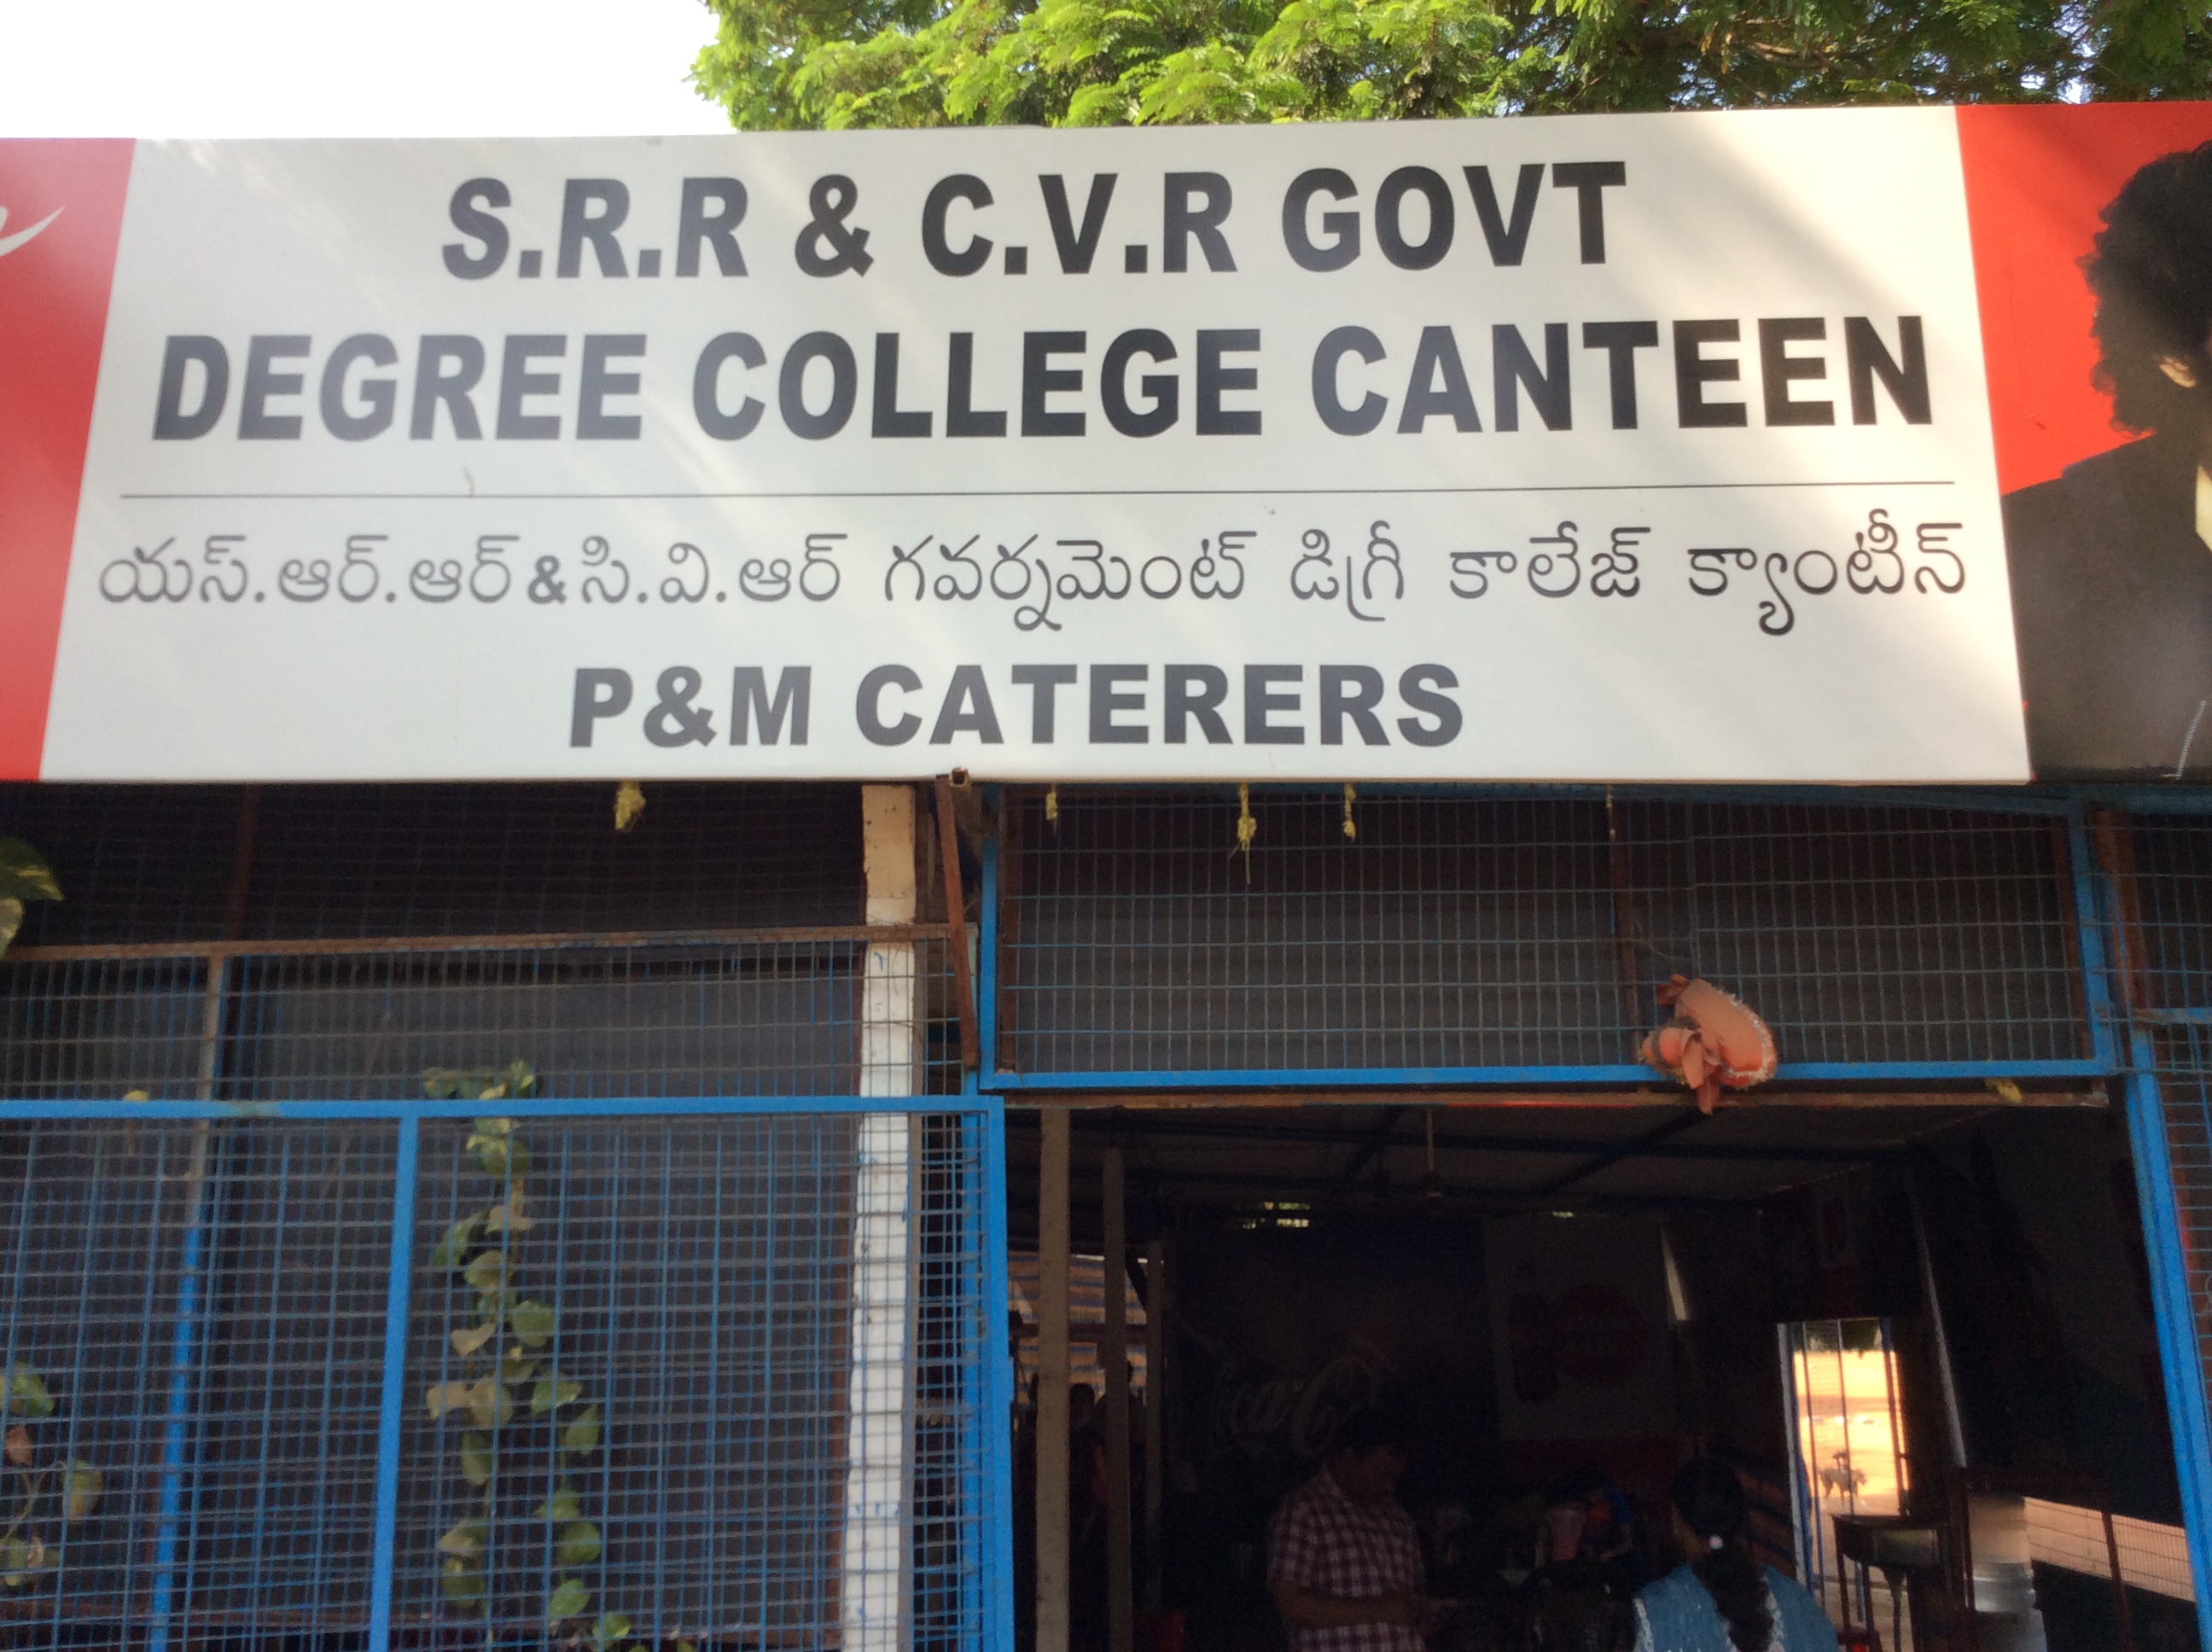 S.R.R & C.V.R GOVT
DEGREE COLLEGE CANTEEN
యస్.ఆర్.ఆర్ & సి.వి.ఆర్ గవర్నమెంట్ డిగ్రీ కాలేజ్ క్యాంటీన్
P&M CATERERS